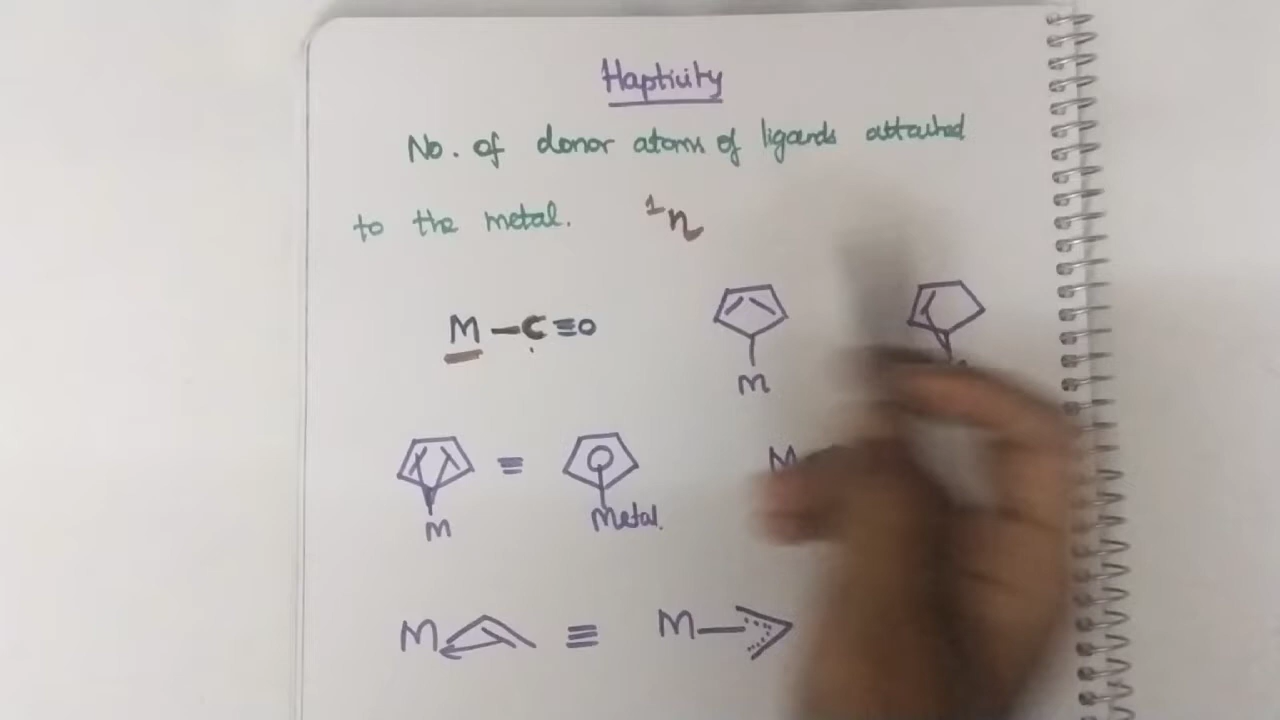 Hapticity
No. of donor atoms of ligands attached
to the metal. ¹η
M – C ≡ O
M
≡
M
Metal.
M
M ≡ M